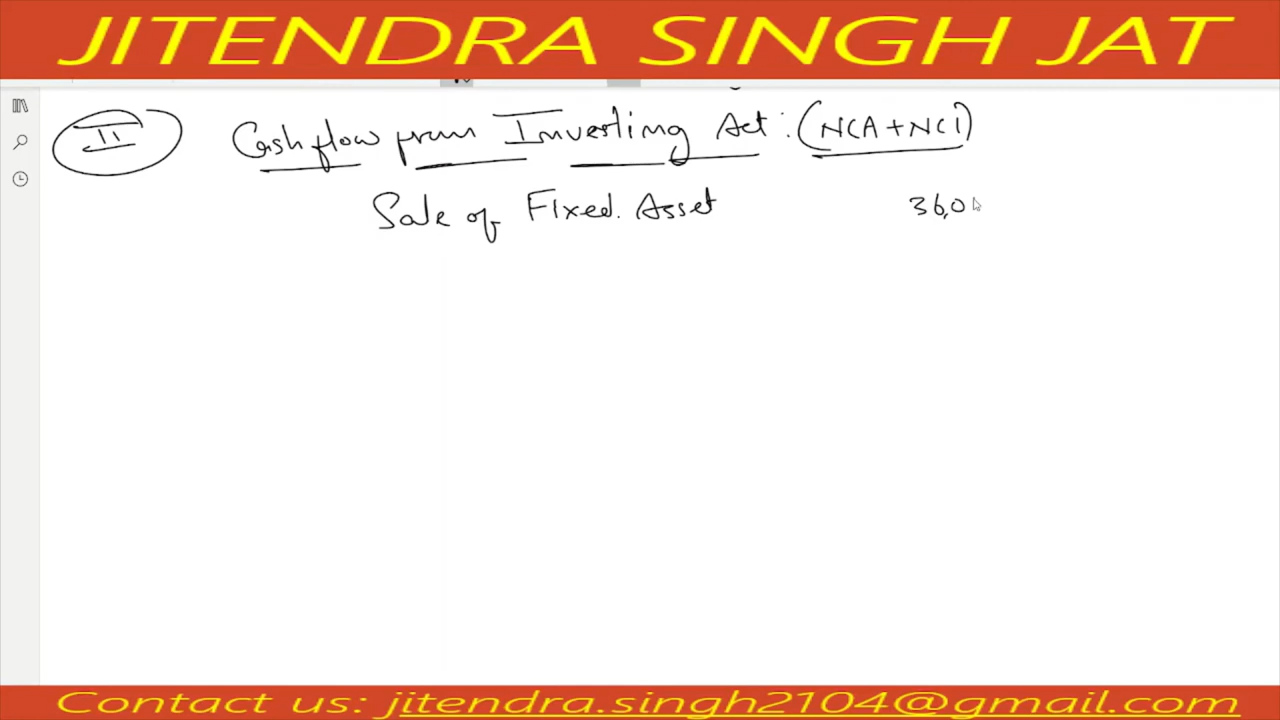 JITENDRA SINGH JAT
II Cash flow from Investing Act: (NCA+NCI)
Sale of Fixed Asset 36,0
Contact us: jitendra.singh2104@gmail.com